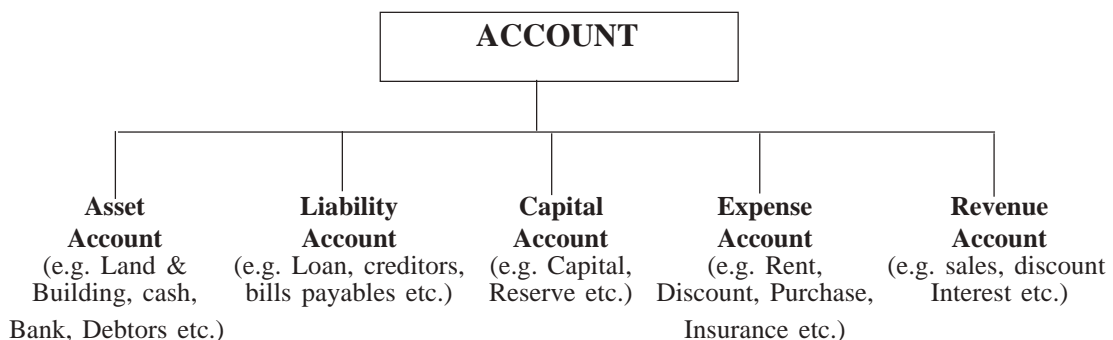 ACCOUNT
Asset
Account
(e.g. Land &
Building, cash,
Bank, Debtors etc.)
Liability
Account
(e.g. Loan, creditors,
bills payables etc.)
Capital
Account
(e.g. Capital,
Reserve etc.)
Expense
Account
(e.g. Rent,
Discount, Purchase,
Insurance etc.)
Revenue
Account
(e.g. sales, discount
Interest etc.)